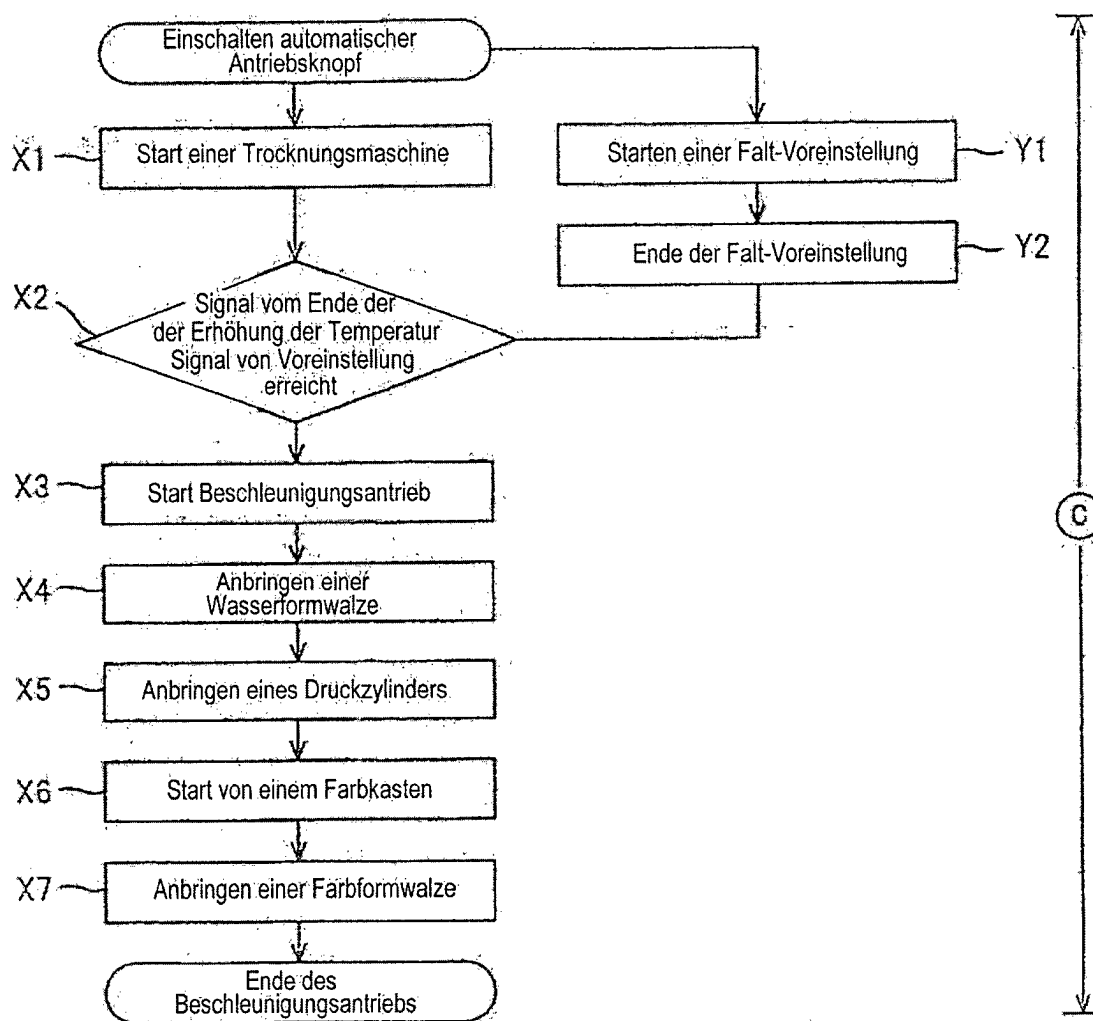 Einschalten automatischer
Antriebsknopf
X1
Start einer Trocknungsmaschine
Starten einer Falt-Voreinstellung
Y1
Ende der Falt-Voreinstellung
Y2
X2
Signal vom Ende der
der Erhöhung der Temperatur
Signal von Voreinstellung
erreicht
X3
Start Beschleunigungsantrieb
C
X4
Anbringen einer
Wasserformwalze
X5
Anbringen eines Druckzylinders
X6
Start von einem Farbkasten
X7
Anbringen einer Farbformwalze
Ende des
Beschleunigungsantriebs